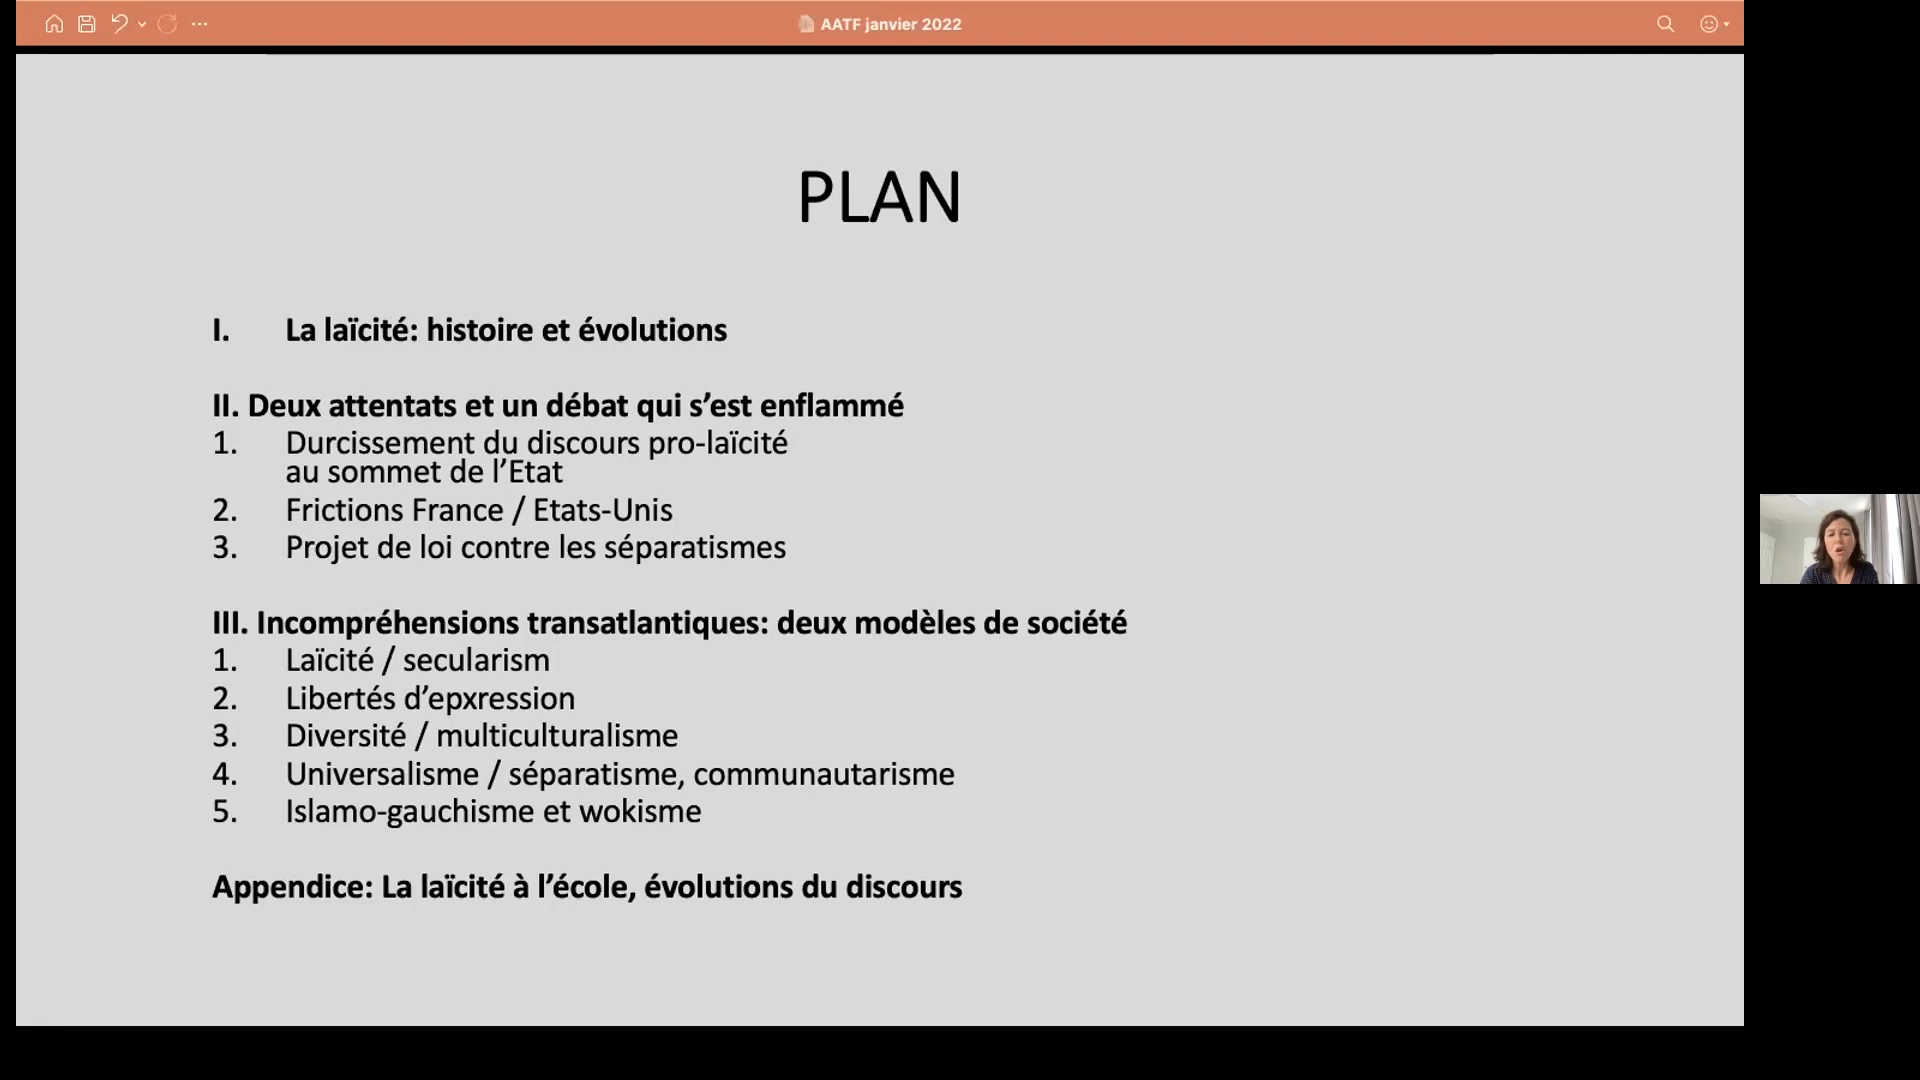 AATF janvier 2022
PLAN
I. La laïcité: histoire et évolutions
II. Deux attentats et un débat qui s’est enflammé
1. Durcissement du discours pro-laïcité
au sommet de l’Etat
2. Frictions France / Etats-Unis
3. Projet de loi contre les séparatismes
III. Incompréhensions transatlantiques: deux modèles de société
1. Laïcité / secularism
2. Libertés d’epxression
3. Diversité / multiculturalisme
4. Universalisme / séparatisme, communautarisme
5. Islamo-gauchisme et wokisme
Appendice: La laïcité à l’école, évolutions du discours